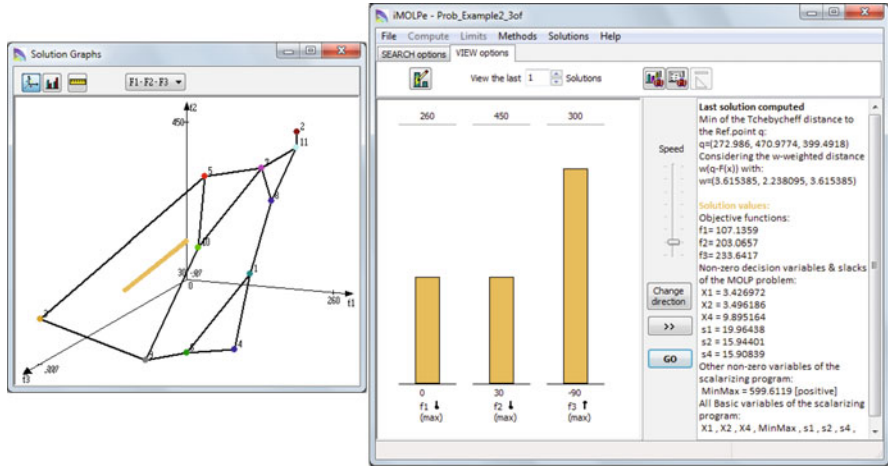 Solution Graphs
F1-F2-F3
f2
450
2
11
5
7
8
10
1
30
-90
0
260
f1
3
4
300
f3
iMOLPe - Prob_Example2_3of
File Compute Limits Methods Solutions Help
SEARCH options VIEW options
View the last 1 Solutions
260 450 300
0 30 -90
f1 f2 f3
(max) (max) (max)
Speed
Change
direction
>>
GO
Last solution computed
Min of the Tchebycheff distance to
the Ref.point q:
q=(272.986, 470.9774, 399.4918)
Considering the w-weighted distance
w(q-F(x)) with:
w=(3.615385, 2.238095, 3.615385)
Solution values:
Objective functions:
f1= 107.1359
f2= 203.0657
f3= 233.6417
Non-zero decision variables & slacks
of the MOLP problem:
X1 = 3.426972
X2 = 3.496186
X4 = 9.895164
s1 = 19.96438
s2 = 15.94401
s4 = 15.90839
Other non-zero variables of the
scalarizing program:
MinMax = 599.6119 [positive]
All Basic variables of the scalarizing
program:
X1 , X2 , X4 , MinMax , s1 , s2 , s4 ,